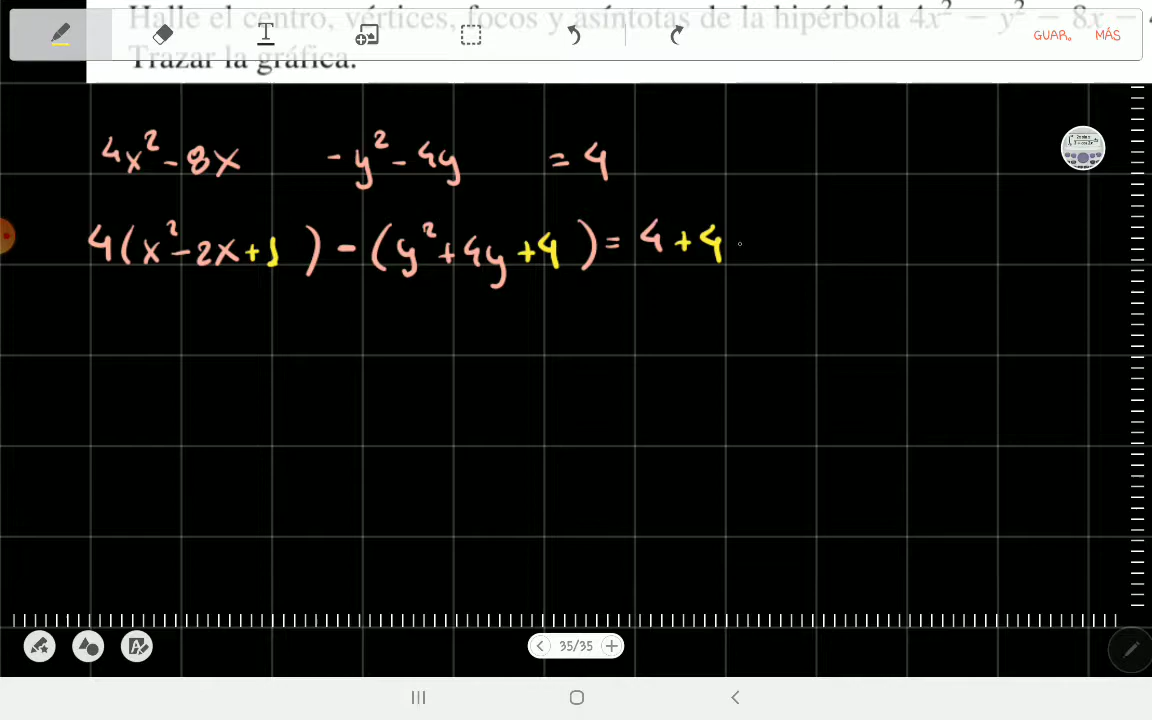 Halle el centro, vértices, focos y asíntotas de la hipérbola 4x² − y² − 8x −
GUAR. MÁS
Trazar la gráfica.
4x² - 8x - y² - 4y = 4
4(x² - 2x + 1) - (y² + 4y + 4) = 4 + 4
35/35